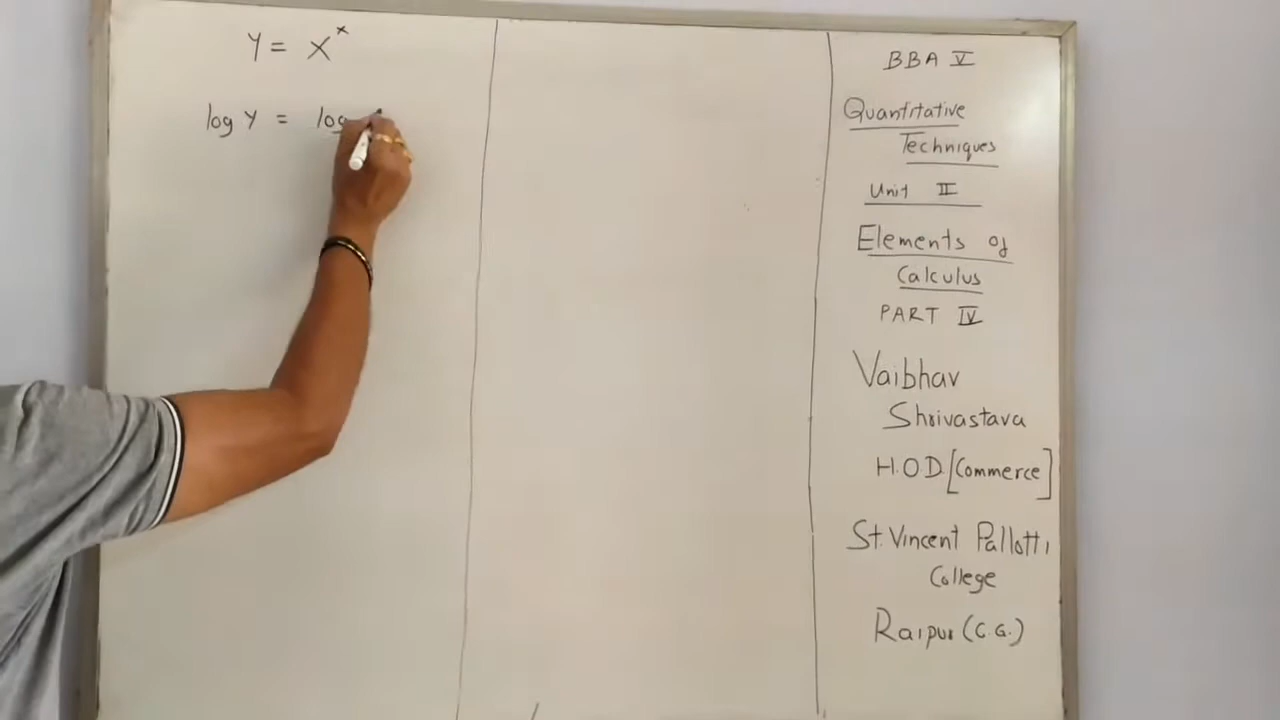 Y = X^x
log Y = log
BBA V
Quantitative
Techniques
Unit II
Elements of
Calculus
PART IV
Vaibhav
Shrivastava
H.O.D. [Commerce]
St. Vincent Pallotti
College
Raipur (C.G.)